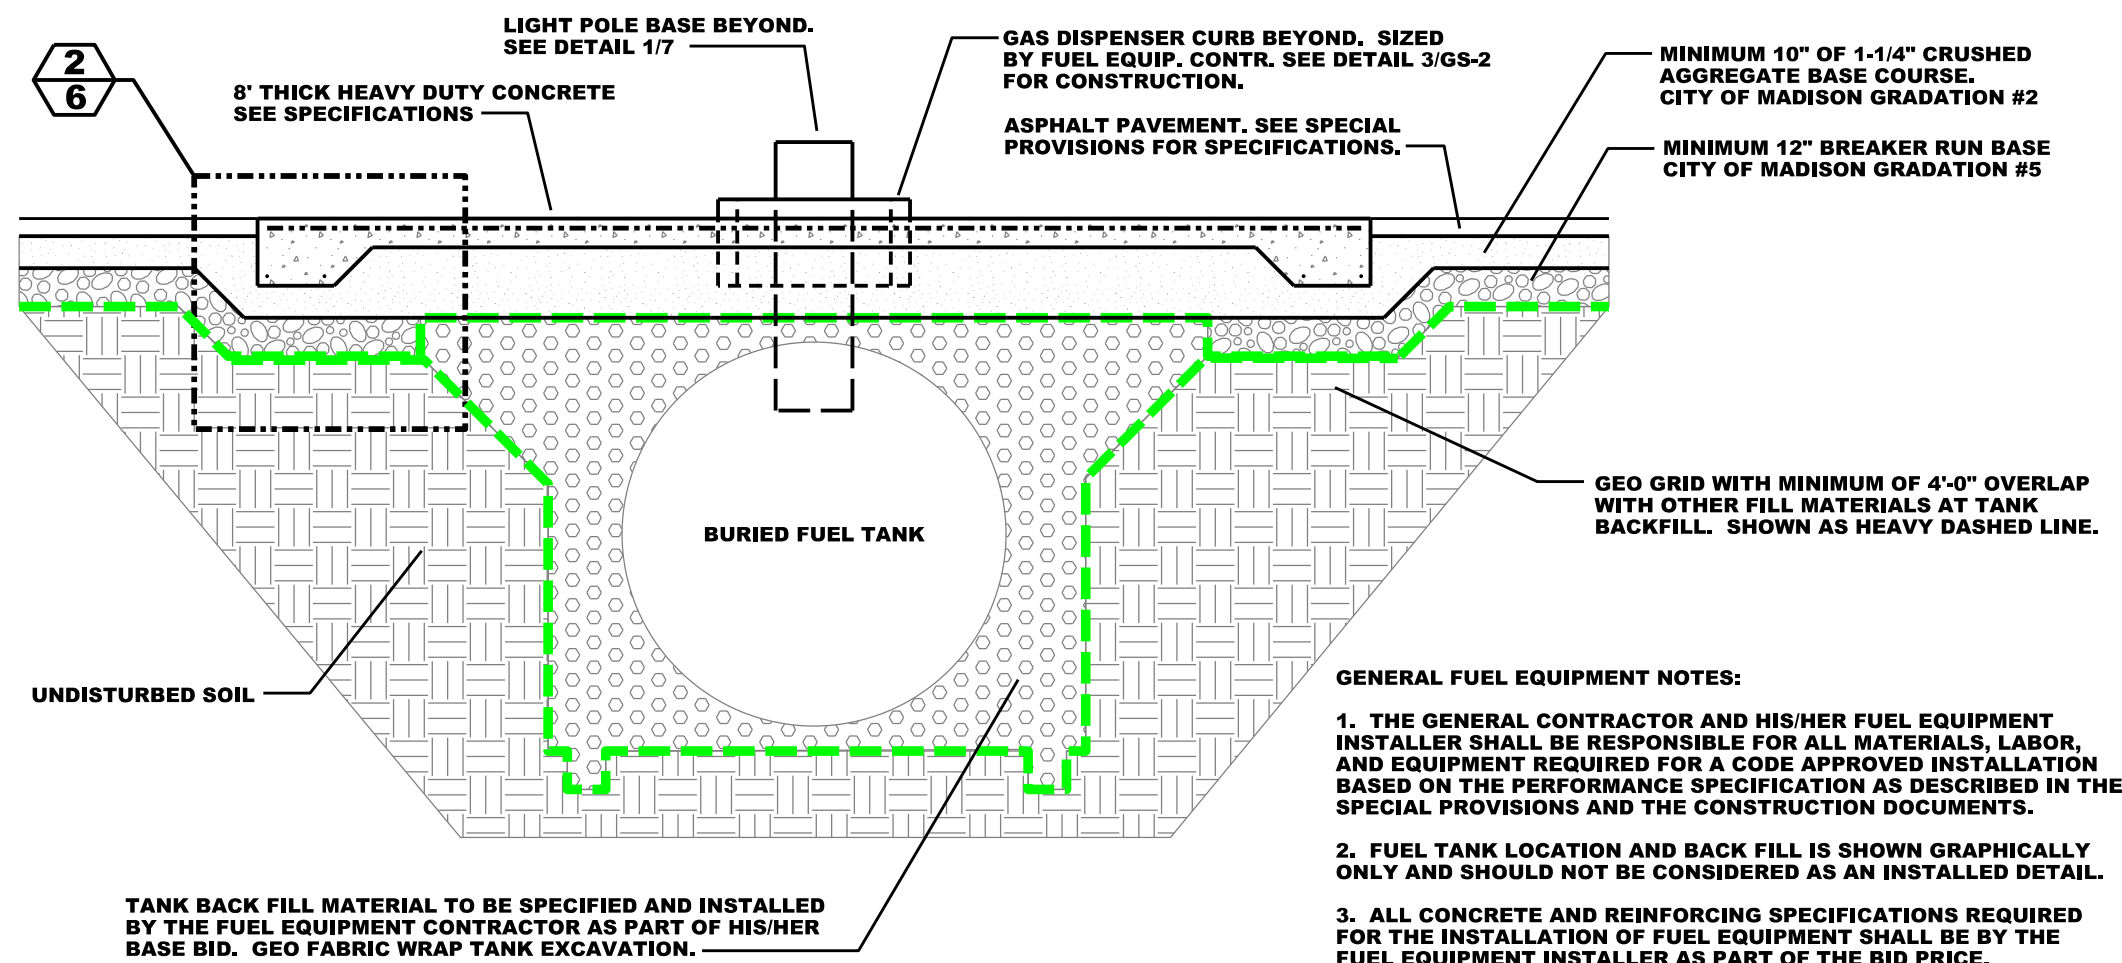 LIGHT POLE BASE BEYOND.
SEE DETAIL 1/7
2
6
8' THICK HEAVY DUTY CONCRETE
SEE SPECIFICATIONS
GAS DISPENSER CURB BEYOND. SIZED
BY FUEL EQUIP. CONTR. SEE DETAIL 3/GS-2
FOR CONSTRUCTION.
ASPHALT PAVEMENT. SEE SPECIAL
PROVISIONS FOR SPECIFICATIONS.
MINIMUM 10" OF 1-1/4" CRUSHED
AGGREGATE BASE COURSE.
CITY OF MADISON GRADATION #2
MINIMUM 12" BREAKER RUN BASE
CITY OF MADISON GRADATION #5
GEO GRID WITH MINIMUM OF 4'-0" OVERLAP
WITH OTHER FILL MATERIALS AT TANK
BACKFILL. SHOWN AS HEAVY DASHED LINE.
BURIED FUEL TANK
UNDISTURBED SOIL
TANK BACK FILL MATERIAL TO BE SPECIFIED AND INSTALLED
BY THE FUEL EQUIPMENT CONTRACTOR AS PART OF HIS/HER
BASE BID. GEO FABRIC WRAP TANK EXCAVATION.
GENERAL FUEL EQUIPMENT NOTES:
1. THE GENERAL CONTRACTOR AND HIS/HER FUEL EQUIPMENT
INSTALLER SHALL BE RESPONSIBLE FOR ALL MATERIALS, LABOR,
AND EQUIPMENT REQUIRED FOR A CODE APPROVED INSTALLATION
BASED ON THE PERFORMANCE SPECIFICATION AS DESCRIBED IN THE
SPECIAL PROVISIONS AND THE CONSTRUCTION DOCUMENTS.
2. FUEL TANK LOCATION AND BACK FILL IS SHOWN GRAPHICALLY
ONLY AND SHOULD NOT BE CONSIDERED AS AN INSTALLED DETAIL.
3. ALL CONCRETE AND REINFORCING SPECIFICATIONS REQUIRED
FOR THE INSTALLATION OF FUEL EQUIPMENT SHALL BE BY THE
FUEL EQUIPMENT INSTALLER AS PART OF THE BID PRICE.